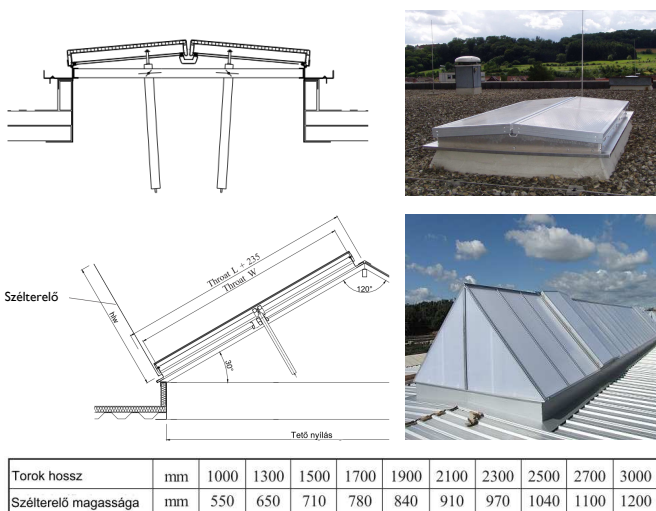 Throat L + 235
Throat W
Szélterelő
hlw
120°
30°
Tető nyílás
Torok hossz mm 1000 1300 1500 1700 1900 2100 2300 2500 2700 3000
Szélterelő magassága mm 550 650 710 780 840 910 970 1040 1100 1200